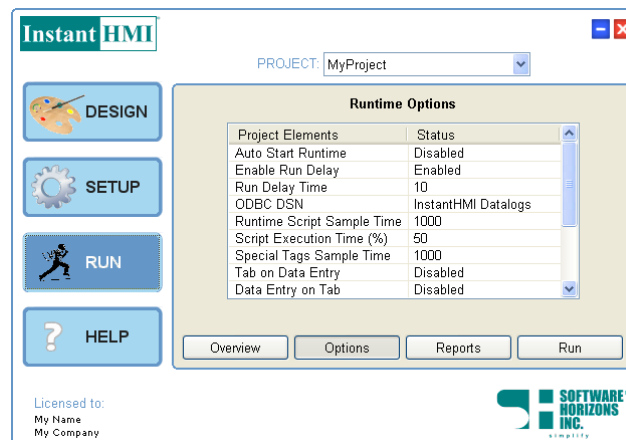 Instant HMI
PROJECT: MyProject
DESIGN
SETUP
RUN
HELP
Runtime Options
Project Elements Status
Auto Start Runtime Disabled
Enable Run Delay Enabled
Run Delay Time 10
ODBC DSN InstantHMI Datalogs
Runtime Script Sample Time 1000
Script Execution Time (%) 50
Special Tags Sample Time 1000
Tab on Data Entry Disabled
Data Entry on Tab Disabled
Overview Options Reports Run
Licensed to:
My Name
My Company
SOFTWARE
HORIZONS
INC.
simplify